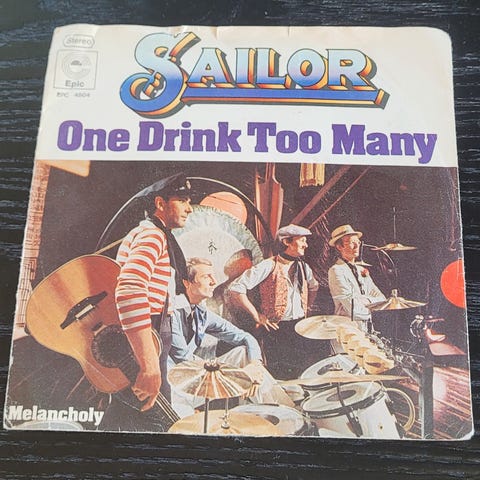 Stereo
Epic
EPC 4804
SAILOR
One Drink Too Many
Melancholy